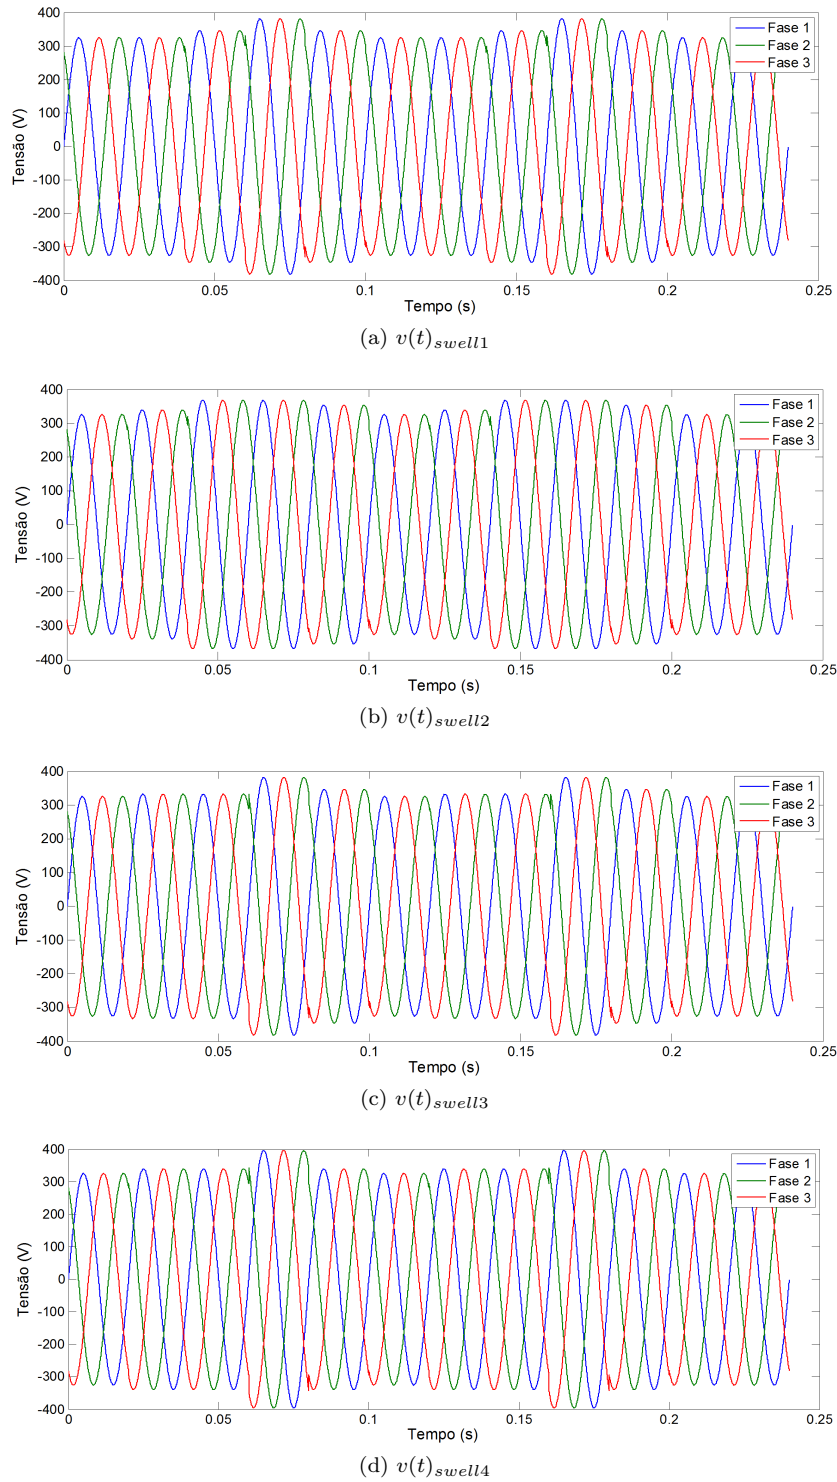 400
300
200
100
0
-100
-200
-300
-400
Tensão (V)
Fase 1
Fase 2
Fase 3
0
0.05
0.1
0.15
0.2
0.25
Tempo (s)
(a) v(t)swell1
400
300
200
100
0
-100
-200
-300
-400
Tensão (V)
Fase 1
Fase 2
Fase 3
0
0.05
0.1
0.15
0.2
0.25
Tempo (s)
(b) v(t)swell2
400
300
200
100
0
-100
-200
-300
-400
Tensão (V)
Fase 1
Fase 2
Fase 3
0
0.05
0.1
0.15
0.2
0.25
Tempo (s)
(c) v(t)swell3
400
300
200
100
0
-100
-200
-300
-400
Tensão (V)
Fase 1
Fase 2
Fase 3
0
0.05
0.1
0.15
0.2
0.25
Tempo (s)
(d) v(t)swell4